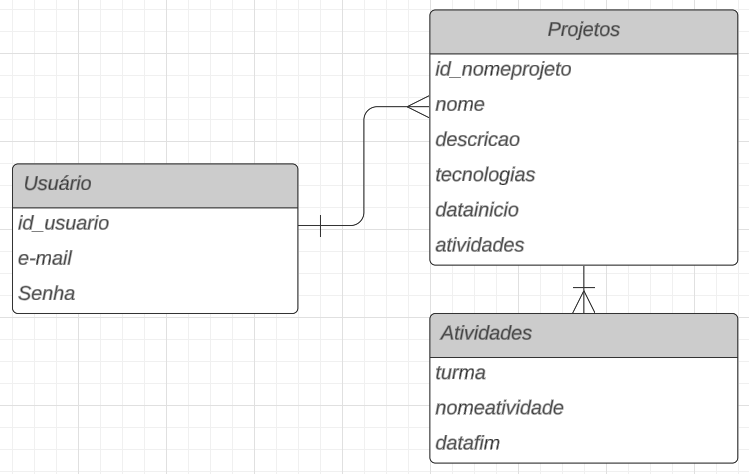 Projetos
id_nomeprojeto
nome
descricao
tecnologias
datainicio
atividades
Usuário
id_usuario
e-mail
Senha
Atividades
turma
nomeatividade
datafim